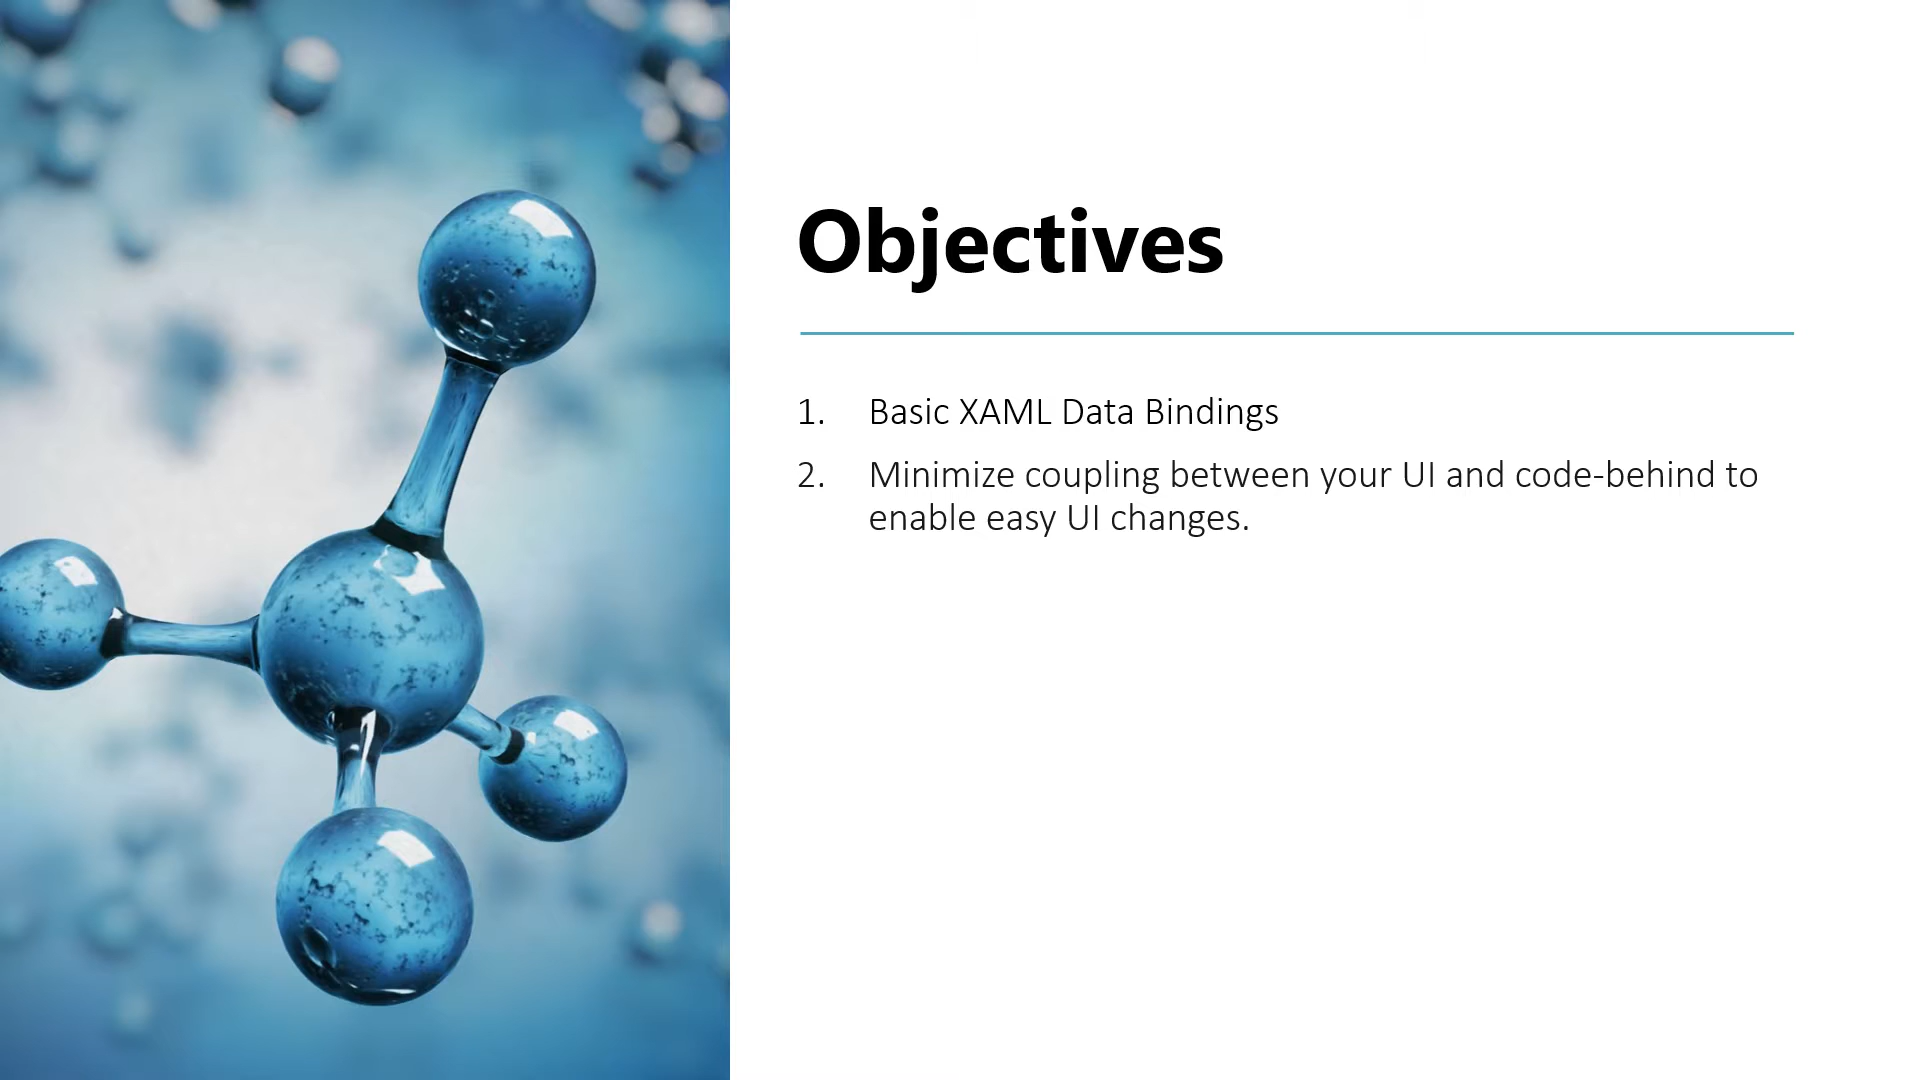 Objectives
1. Basic XAML Data Bindings
2. Minimize coupling between your UI and code-behind to
enable easy UI changes.